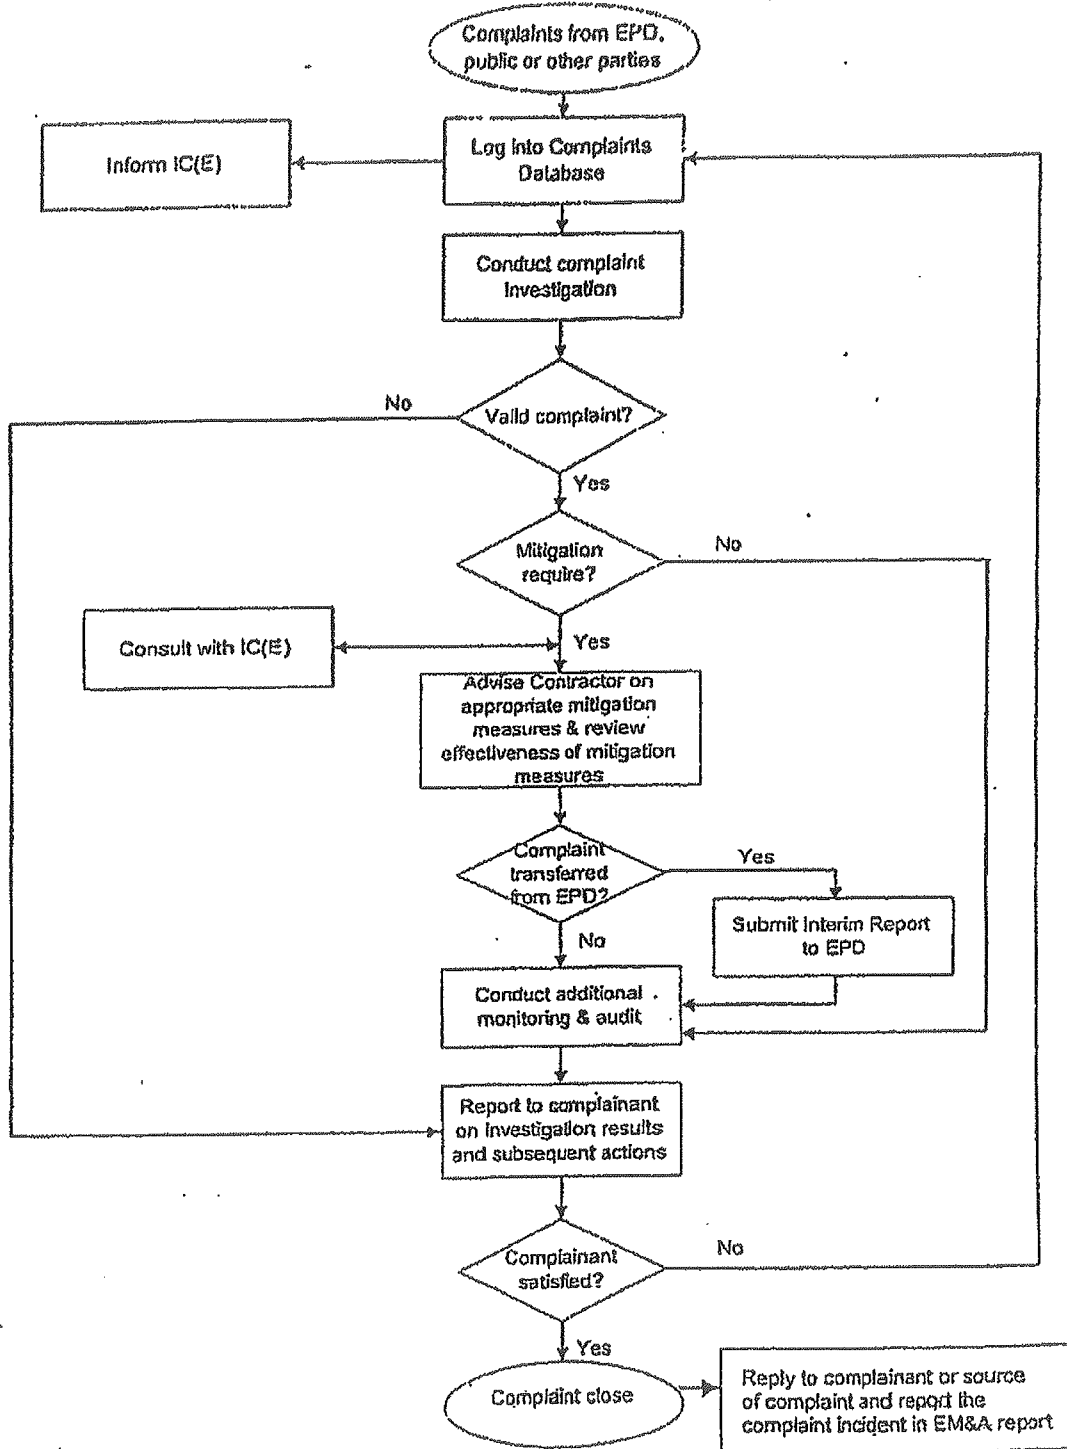 Complaints from EPD,
public or other parties
Inform IC(E)
Log into Complaints
Database
Conduct complaint
Investigation
No
Valid complaint?
Yes
Mitigation
require?
No
Consult with IC(E)
Yes
Advise Contractor on
appropriate mitigation
measures & review
effectiveness of mitigation
measures
Complaint
transferred
from EPD?
Yes
Submit Interim Report
to EPD
No
Conduct additional
monitoring & audit
Report to complainant
on investigation results
and subsequent actions
Complainant
satisfied?
No
Yes
Complaint close
Reply to complainant or source
of complaint and report the
complaint incident in EM&A report